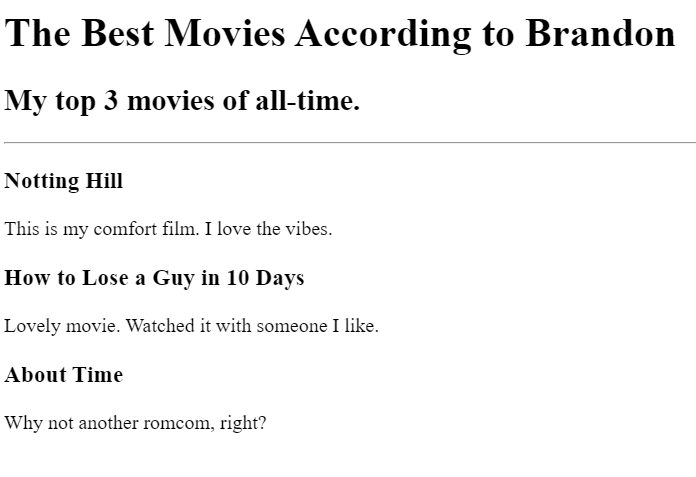 The Best Movies According to Brandon
My top 3 movies of all-time.
Notting Hill
This is my comfort film. I love the vibes.
How to Lose a Guy in 10 Days
Lovely movie. Watched it with someone I like.
About Time
Why not another romcom, right?